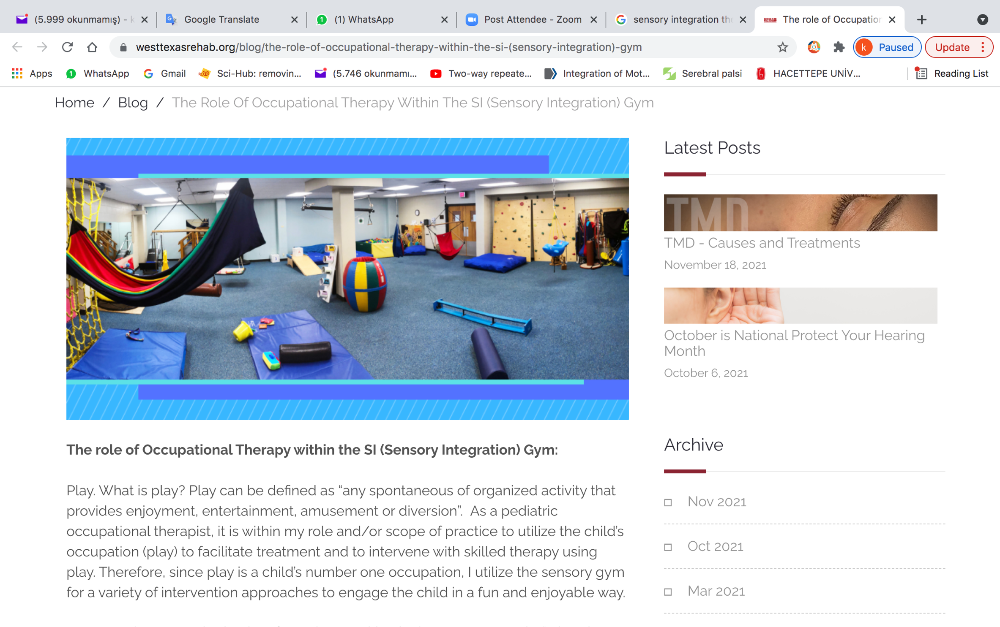 (5.999 okunmamış) - k
Google Translate
(1) WhatsApp
Post Attendee - Zoom
sensory integration the
The role of Occupation
westtexasrehab.org/blog/the-role-of-occupational-therapy-within-the-si-(sensory-integration)-gym
k Paused
Update
Apps
1 WhatsApp
Gmail
Sci-Hub: removin...
(5.746 okunmamı...
Two-way repeate...
Integration of Mot...
Serebral palsi
HACETTEPE UNİV...
Reading List
Home / Blog / The Role Of Occupational Therapy Within The SI (Sensory Integration) Gym
The role of Occupational Therapy within the SI (Sensory Integration) Gym:
Play. What is play? Play can be defined as “any spontaneous of organized activity that
provides enjoyment, entertainment, amusement or diversion”. As a pediatric
occupational therapist, it is within my role and/or scope of practice to utilize the child’s
occupation (play) to facilitate treatment and to intervene with skilled therapy using
play. Therefore, since play is a child’s number one occupation, I utilize the sensory gym
for a variety of intervention approaches to engage the child in a fun and enjoyable way.
Latest Posts
TMD
TMD - Causes and Treatments
November 18, 2021
October is National Protect Your Hearing
Month
October 6, 2021
Archive
Nov 2021
Oct 2021
Mar 2021